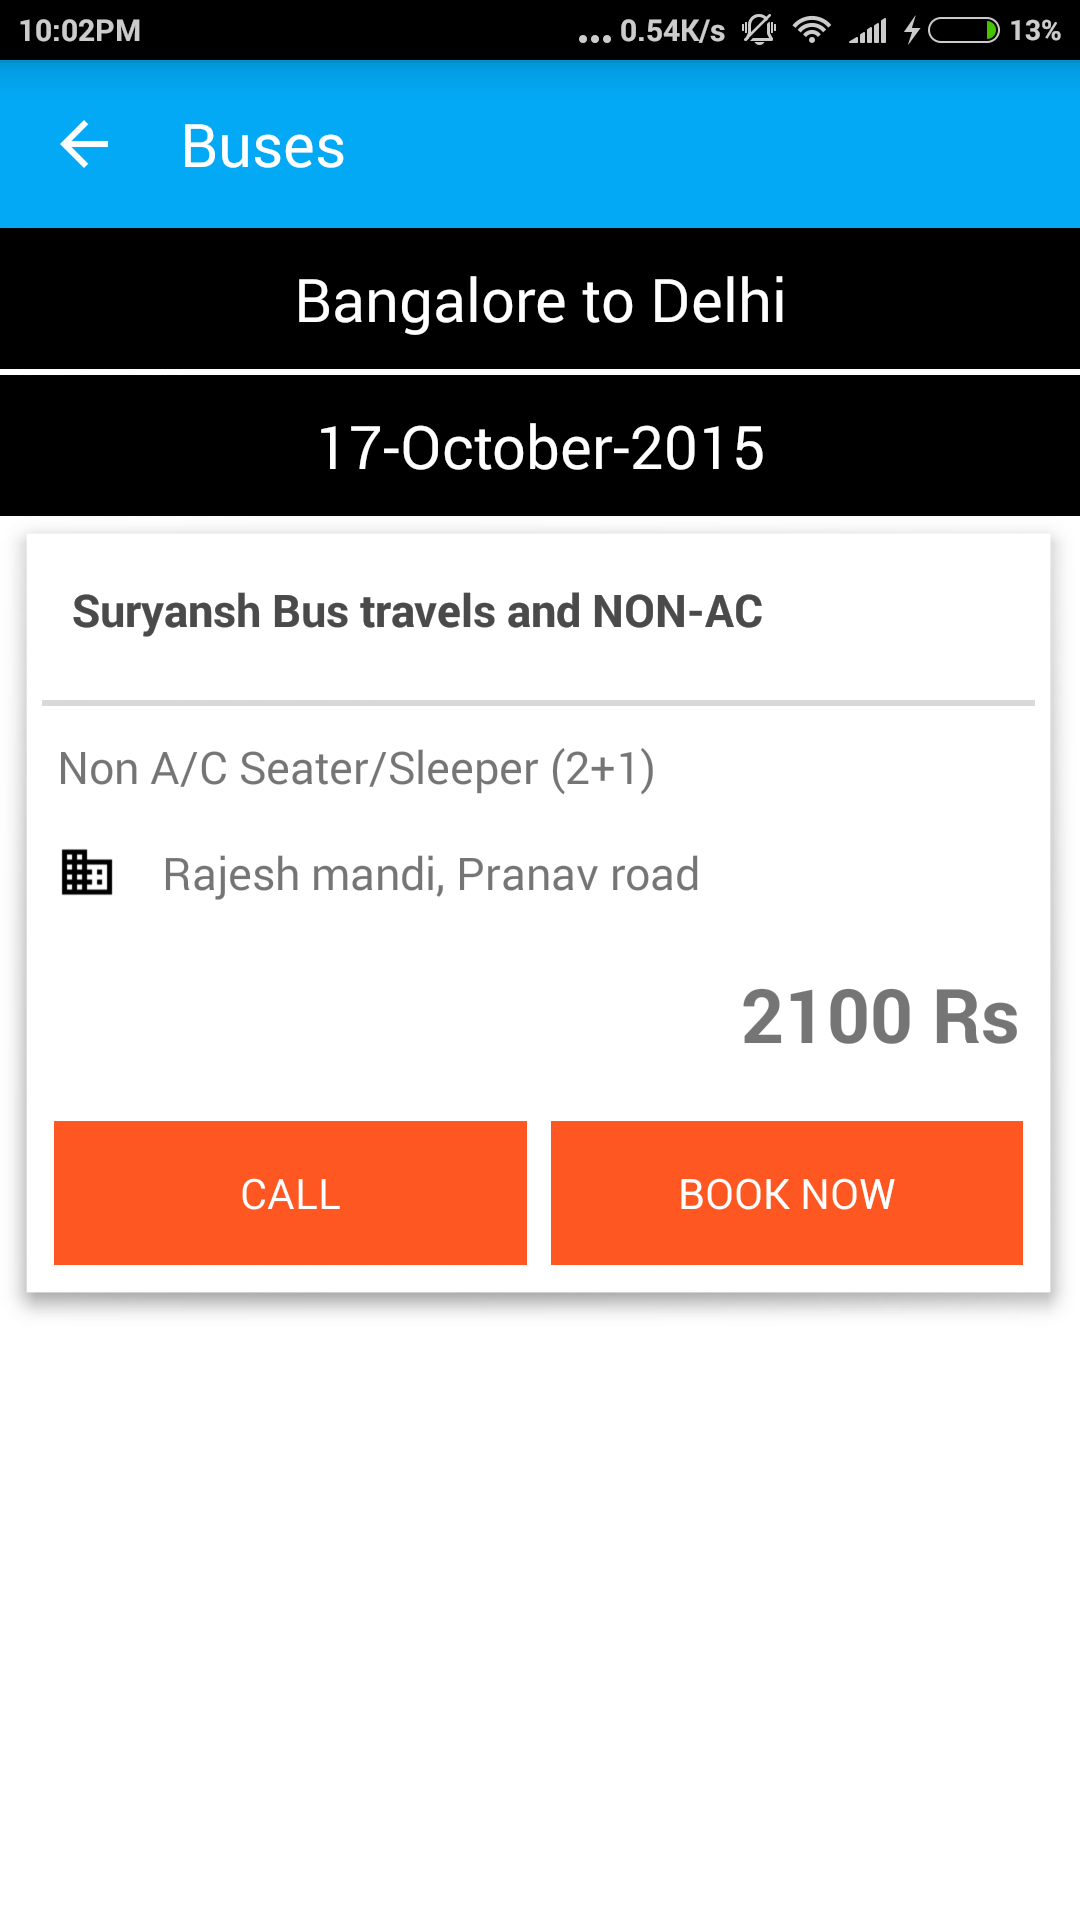 10:02PM ... 0.54K/s 13%
Buses
Bangalore to Delhi
17-October-2015
Suryansh Bus travels and NON-AC
Non A/C Seater/Sleeper (2+1)
Rajesh mandi, Pranav road
2100 Rs
CALL BOOK NOW